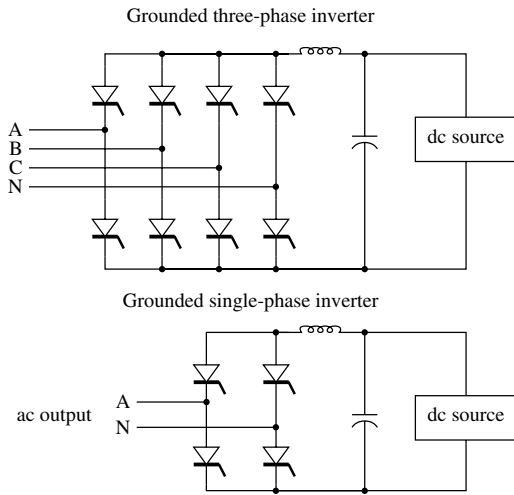 Grounded three-phase inverter
A
B
C
N
dc source
Grounded single-phase inverter
ac output
A
N
dc source